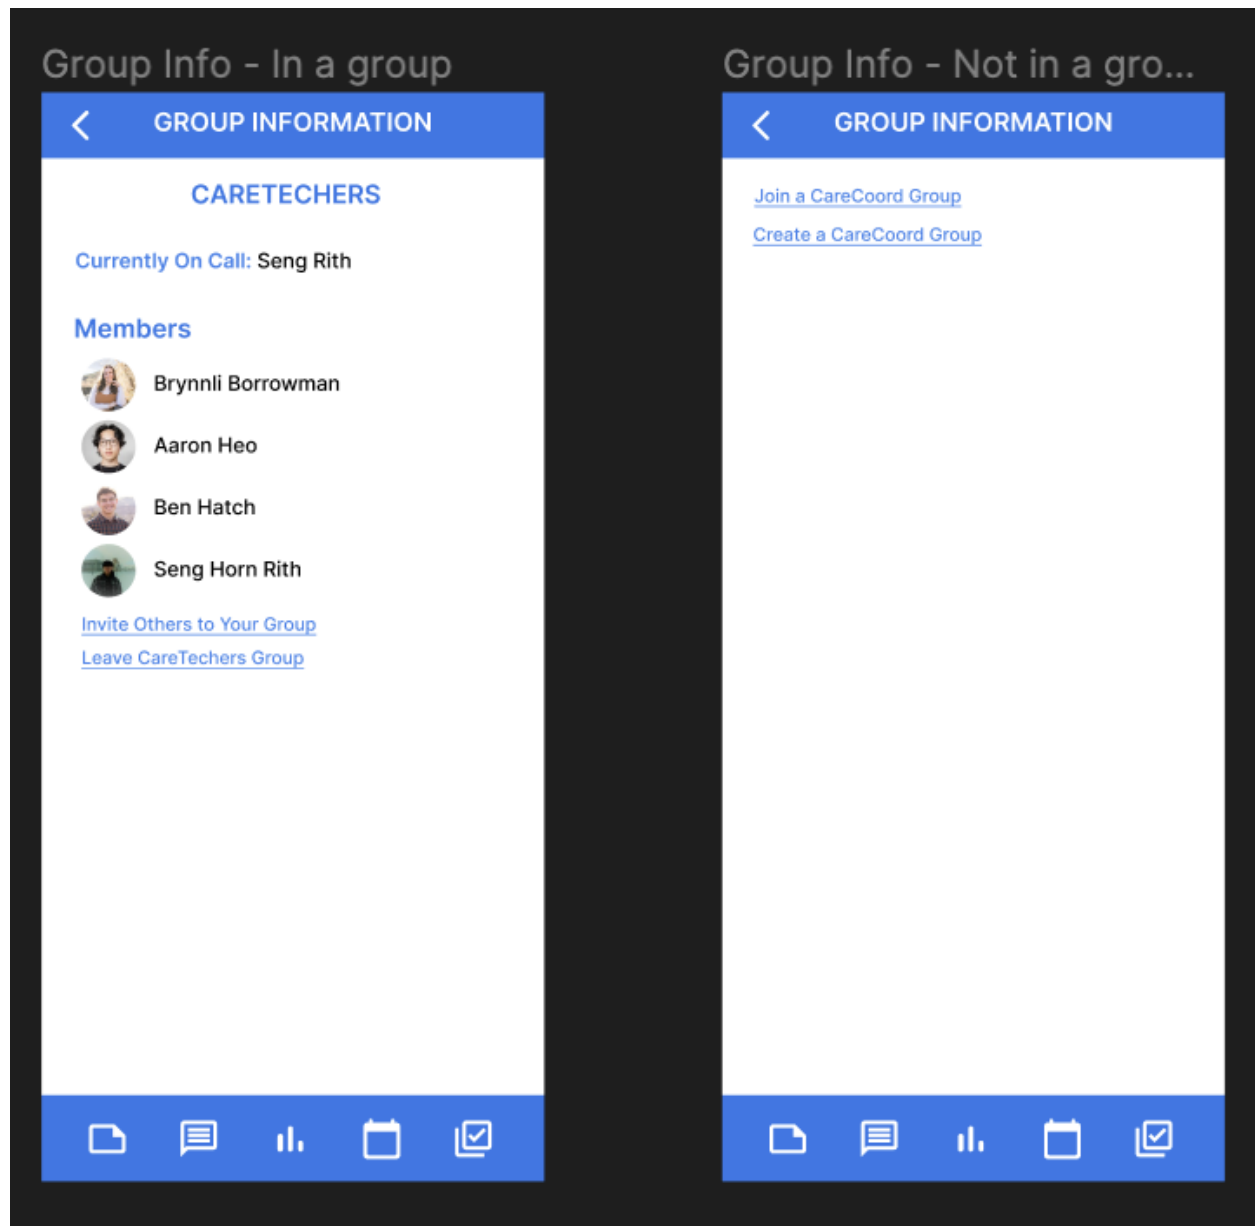 Group Info - In a group
GROUP INFORMATION
CARETECHERS
Currently On Call: Seng Rith
Members
Brynnli Borrowman
Aaron Heo
Ben Hatch
Seng Horn Rith
Invite Others to Your Group
Leave CareTechers Group
Group Info - Not in a gro...
GROUP INFORMATION
Join a CareCoord Group
Create a CareCoord Group